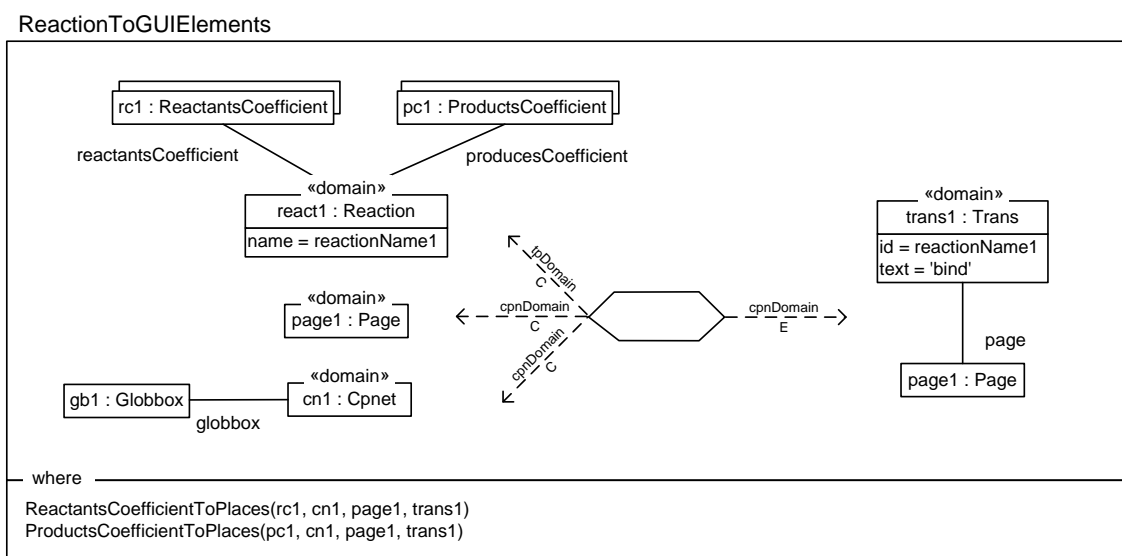 ReactionToGUIElements
rc1 : ReactantsCoefficient
pc1 : ProductsCoefficient
reactantsCoefficient
producesCoefficient
«domain»
react1 : Reaction
name = reactionName1
«domain»
trans1 : Trans
id = reactionName1
text = 'bind'
fpDomain
C
«domain»
page1 : Page
cpnDomain
C
cpnDomain
E
cpnDomain
C
page
page1 : Page
«domain»
cn1 : Cpnet
gb1 : Globbox
globbox
where
ReactantsCoefficientToPlaces(rc1, cn1, page1, trans1)
ProductsCoefficientToPlaces(pc1, cn1, page1, trans1)